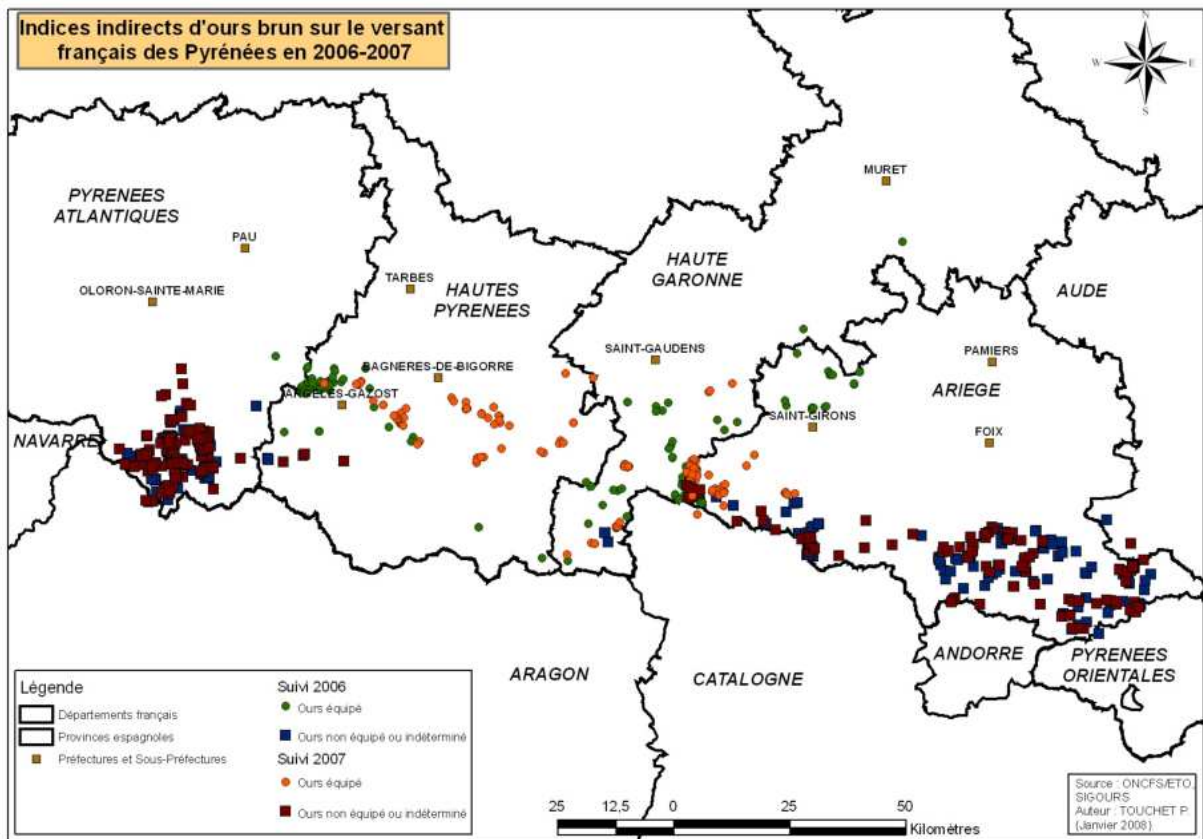 Indices indirects d'ours brun sur le versant
français des Pyrénées en 2006-2007
N
W
E
S
MURET
PYRENEES
ATLANTIQUES
PAU
HAUTE
GARONNE
TARBES
OLORON-SAINTE-MARIE
HAUTES
PYRENEES
AUDE
SAINT-GAUDENS
PAMIERS
BAGNERES-DE-BIGORRE
ARGELES-GAZOST
ARIEGE
SAINT-GIRONS
NAVARRE
FOIX
ARAGON
CATALOGNE
ANDORRE
PYRENEES
ORIENTALES
Légende
Départements français
Provinces espagnoles
Préfectures et Sous-Préfectures
Suivi 2006
Ours équipé
Ours non équipé ou indéterminé
Suivi 2007
Ours équipé
Ours non équipé ou indéterminé
25 12,5 0 25 50
Kilomètres
Source : ONCFS/ETO,
SIGOURS
Auteur : TOUCHET P.
(Janvier 2008)